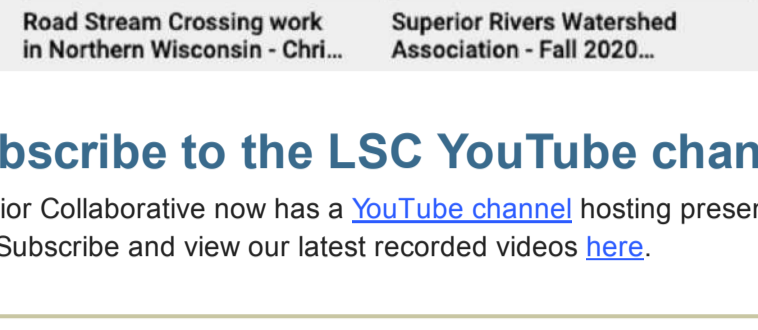 Road Stream Crossing work
in Northern Wisconsin - Chri...
Superior Rivers Watershed
Association - Fall 2020...
bscribe to the LSC YouTube chan
ior Collaborative now has a YouTube channel hosting presen
Subscribe and view our latest recorded videos here.